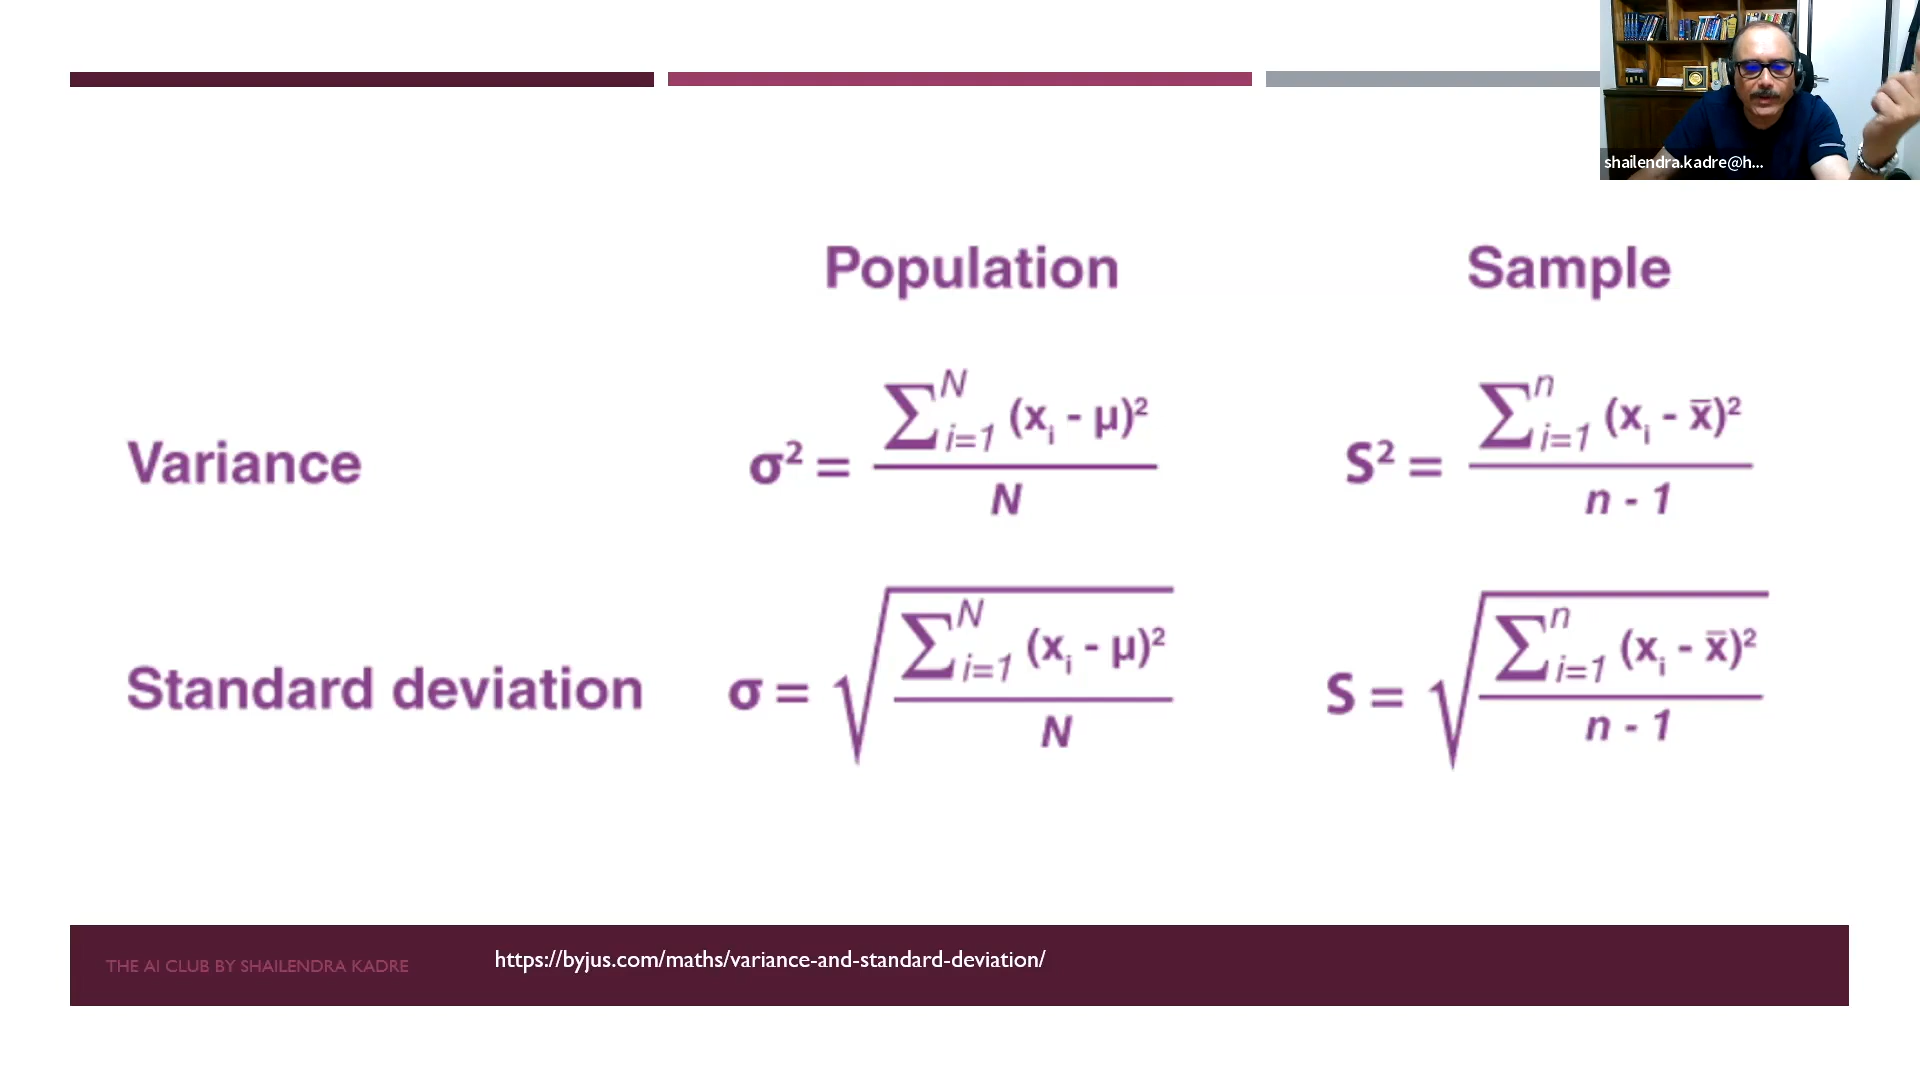 shailendra.kadre@h...
Population Sample
Variance σ² = ∑ᵢ₌₁ᴺ (xᵢ - μ)² / N S² = ∑ᵢ₌₁ⁿ (xᵢ - x̄)² / n - 1
Standard deviation σ = √ ∑ᵢ₌₁ᴺ (xᵢ - μ)² / N S = √ ∑ᵢ₌₁ⁿ (xᵢ - x̄)² / n - 1
THE AI CLUB BY SHAILENDRA KADRE https://byjus.com/maths/variance-and-standard-deviation/